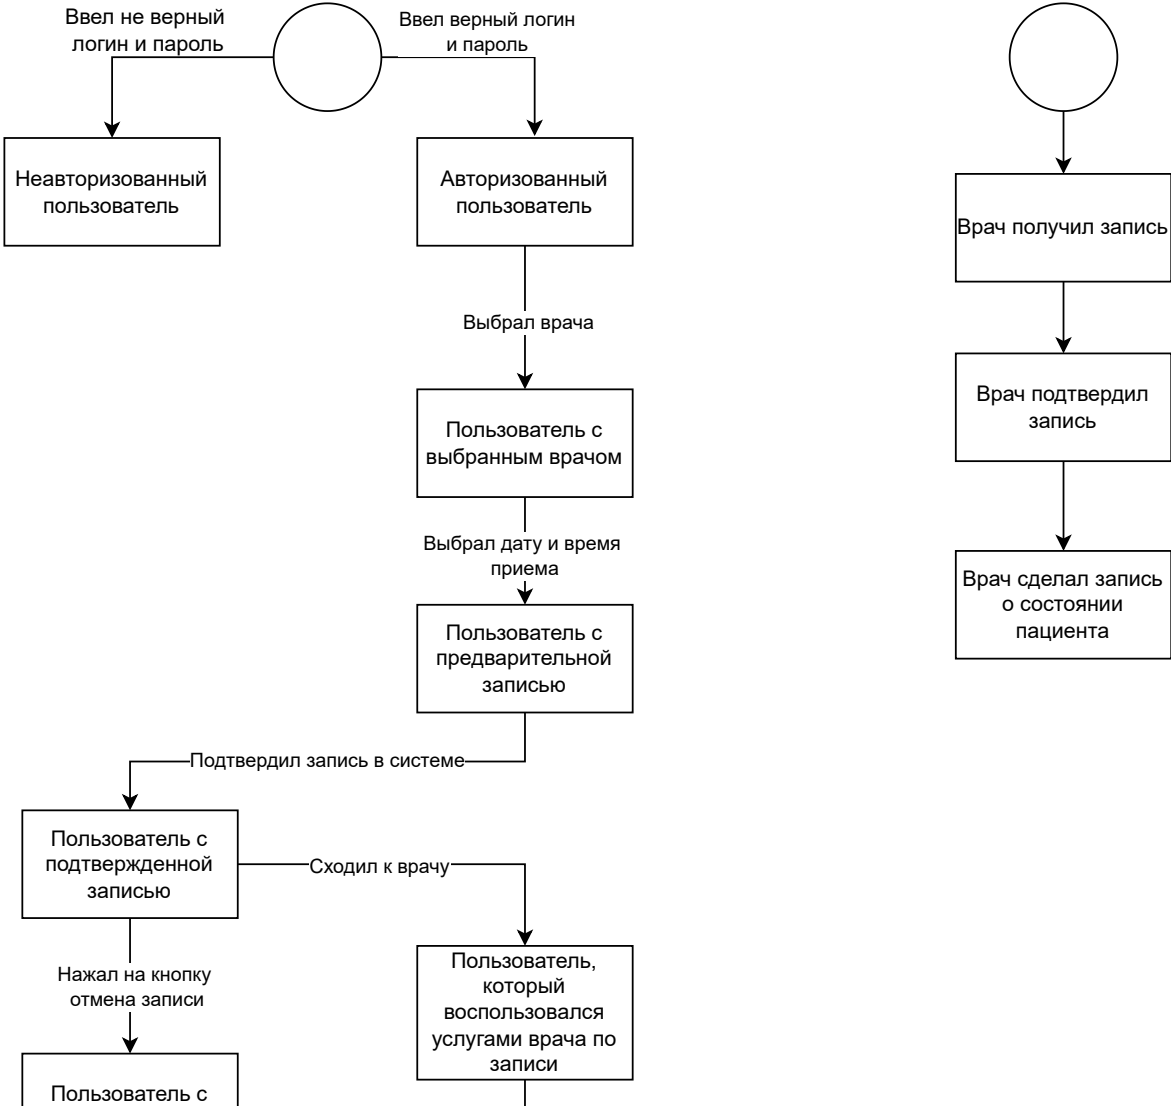 Ввел не верный
логин и пароль
Ввел верный логин
и пароль
Неавторизованный
пользователь
Авторизованный
пользователь
Выбрал врача
Пользователь с
выбранным врачом
Выбрал дату и время
приема
Пользователь с
предварительной
записью
Подтвердил запись в системе
Пользователь с
подтвержденной
записью
Сходил к врачу
Нажал на кнопку
отмена записи
Пользователь,
который
воспользовался
услугами врача по
записи
Пользователь с
Врач получил запись
Врач подтвердил
запись
Врач сделал запись
о состоянии
пациента